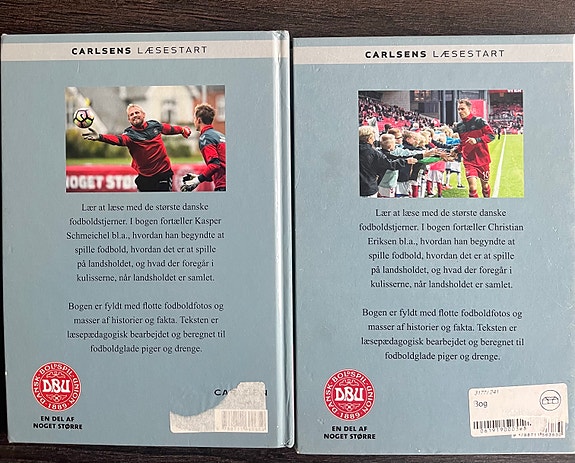 CARLSENS LÆSESTART
NOGET STØRRE
Lær at læse med de største danske
fodboldstjerner. I bogen fortæller Kasper
Schmeichel bl.a., hvordan han begyndte at
spille fodbold, hvordan det er at spille
på landsholdet, og hvad der foregår i
kulisserne, når landsholdet er samlet.
Bogen er fyldt med flotte fodboldfotos og
masser af historier og fakta. Teksten er
læsepædagogisk bearbejdet og beregnet til
fodboldglade piger og drenge.
DANSK BOLDSPIL-UNION
DBU
1889
EN DEL AF
NOGET STØRRE
CARLSEN
CARLSENS LÆSESTART
Lær at læse med de største danske
fodboldstjerner. I bogen fortæller Christian
Eriksen bl.a., hvordan han begyndte at
spille fodbold, hvordan det er at spille
på landsholdet, og hvad der foregår i
kulisserne, når landsholdet er samlet.
Bogen er fyldt med flotte fodboldfotos og
masser af historier og fakta. Teksten er
læsepædagogisk bearbejdet og beregnet til
fodboldglade piger og drenge.
DANSK BOLDSPIL-UNION
DBU
1889
EN DEL AF
NOGET STØRRE
Bog